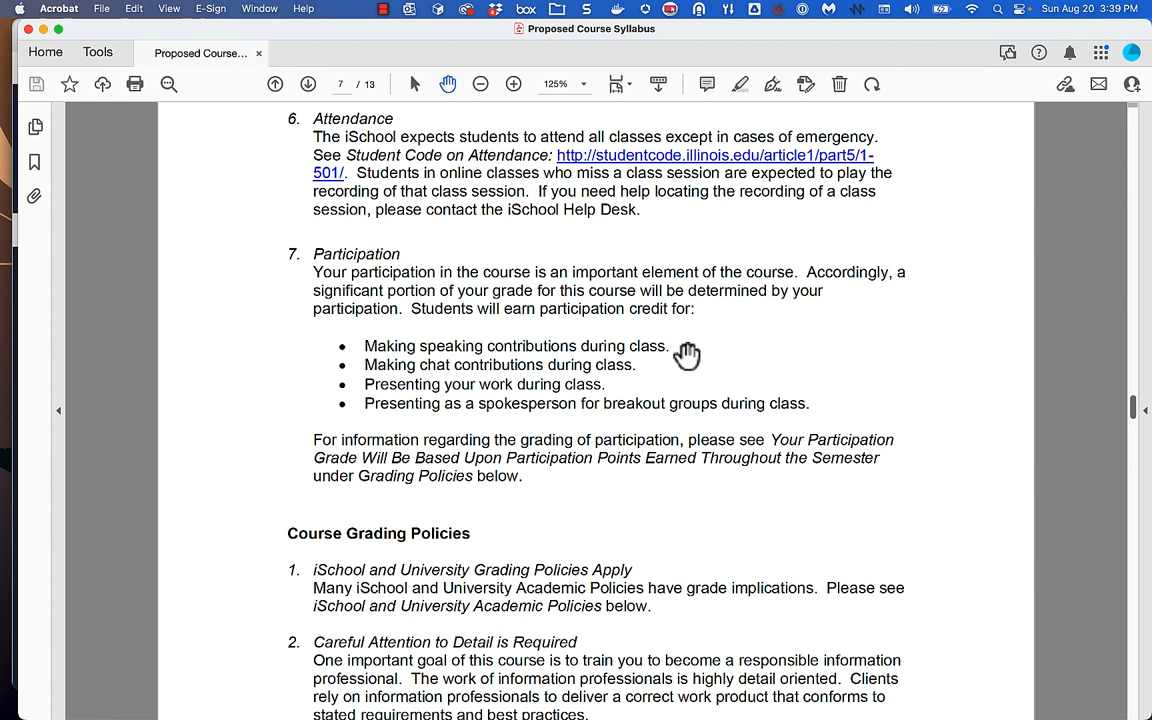 Acrobat File Edit View E-Sign Window Help box Sun Aug 20 3:39 PM
Proposed Course Syllabus
Home Tools Proposed Course... ×
7 / 13 125%
6. Attendance
The iSchool expects students to attend all classes except in cases of emergency.
See Student Code on Attendance: http://studentcode.illinois.edu/article1/part5/1-
501/. Students in online classes who miss a class session are expected to play the
recording of that class session. If you need help locating the recording of a class
session, please contact the iSchool Help Desk.
7. Participation
Your participation in the course is an important element of the course. Accordingly, a
significant portion of your grade for this course will be determined by your
participation. Students will earn participation credit for:
• Making speaking contributions during class.
• Making chat contributions during class.
• Presenting your work during class.
• Presenting as a spokesperson for breakout groups during class.
For information regarding the grading of participation, please see Your Participation
Grade Will Be Based Upon Participation Points Earned Throughout the Semester
under Grading Policies below.
Course Grading Policies
1. iSchool and University Grading Policies Apply
Many iSchool and University Academic Policies have grade implications. Please see
iSchool and University Academic Policies below.
2. Careful Attention to Detail is Required
One important goal of this course is to train you to become a responsible information
professional. The work of information professionals is highly detail oriented. Clients
rely on information professionals to deliver a correct work product that conforms to
stated requirements and best practices.